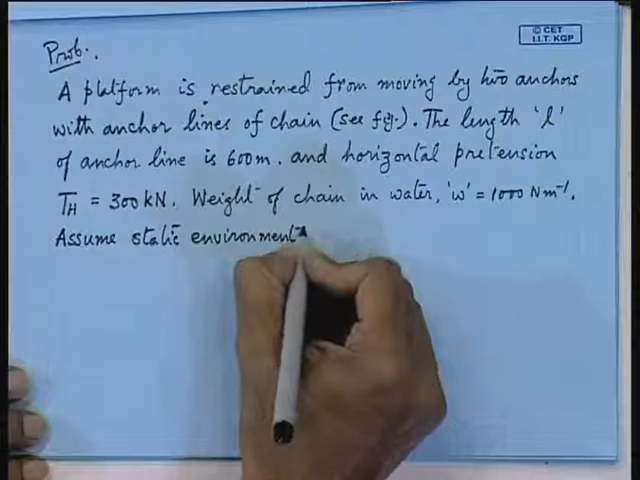 © CET
I.I.T. KGP
Prob.
A platform is restrained from moving by two anchors
with anchor lines of chain (see fig.). The length 'l'
of anchor line is 600m. and horizontal pretension
T_H = 300 kN. Weight of chain in water, 'w' = 1000 Nm⁻¹.
Assume static environment